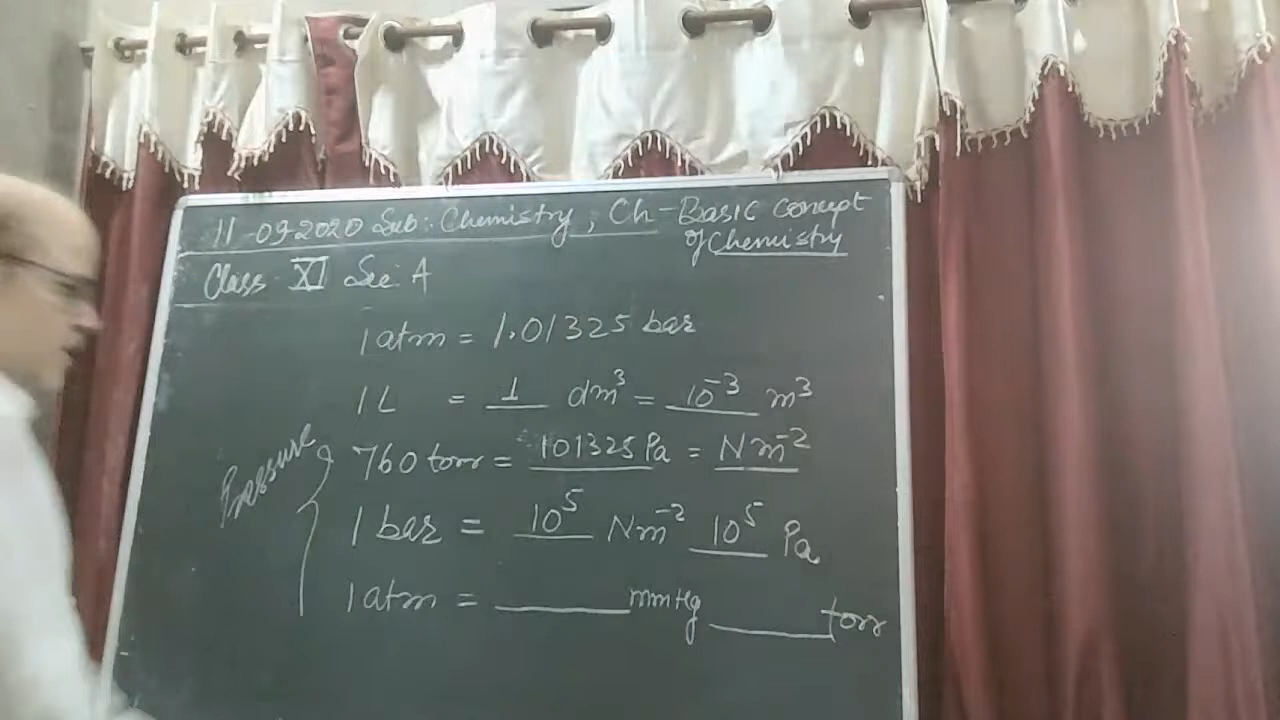 11-09-2020 Sub: Chemistry, Ch-Basic concept
of Chemistry
Class- XI Sec: A
1 atm = 1.01325 bar
1 L = 1 dm³ = 10⁻³ m³
Pressure
760 torr = 101325 Pa = Nm⁻²
1 bar = 10⁵ Nm⁻² 10⁵ Pa
1 atm = ______ mmHg ______ torr